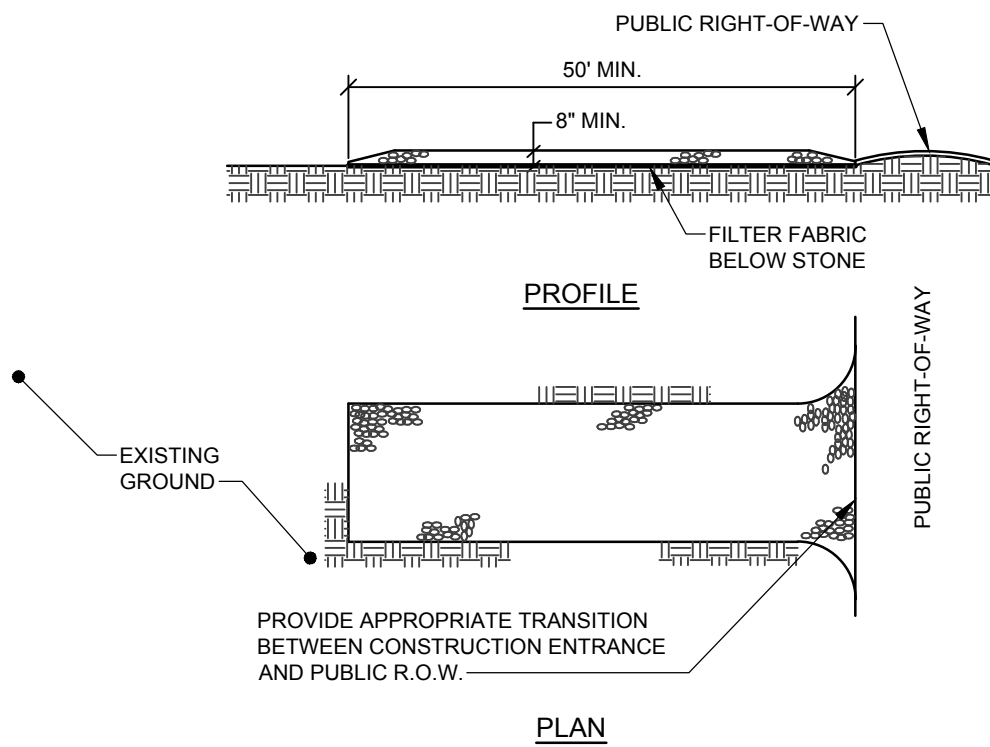 PUBLIC RIGHT-OF-WAY
50' MIN.
8" MIN.
FILTER FABRIC
BELOW STONE
PROFILE
PUBLIC RIGHT-OF-WAY
EXISTING
GROUND
PROVIDE APPROPRIATE TRANSITION
BETWEEN CONSTRUCTION ENTRANCE
AND PUBLIC R.O.W.
PLAN